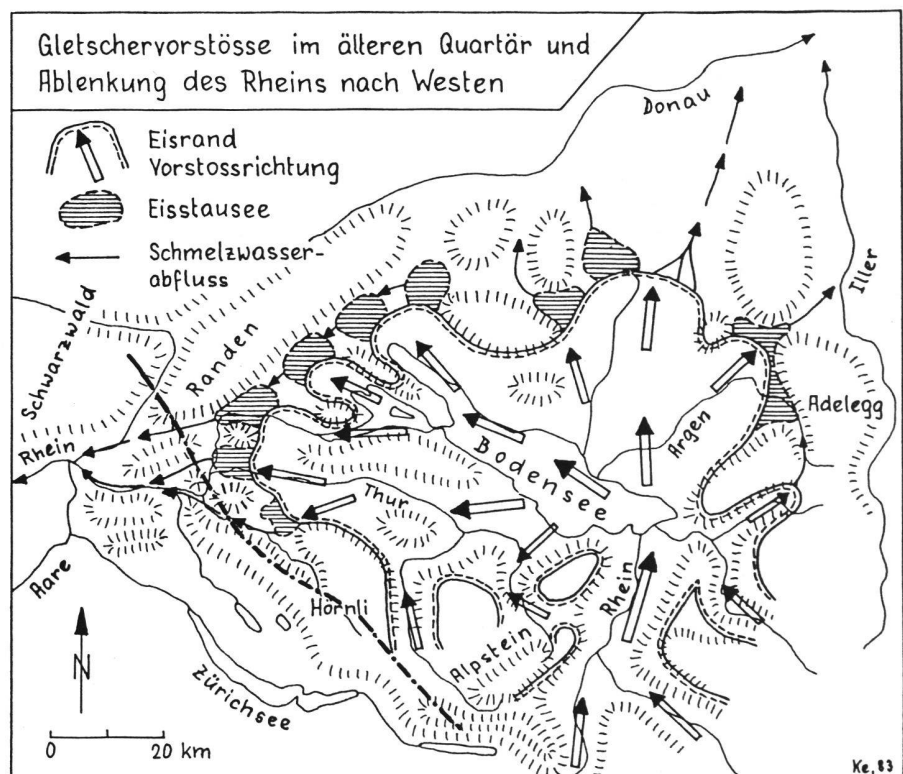 Gletschervorstösse im älteren Quartär und
Ablenkung des Rheins nach Westen
Eisrand
Vorstossrichtung
Eisstausee
Schmelzwasser-
abfluss
Donau
Iller
Schwarzwald
Randen
Adelegg
Argen
Rhein
Bodensee
Thur
Aare
Rhein
Hörnli
Alpstein
N
Zürichsee
0 20 km
Ke, 83